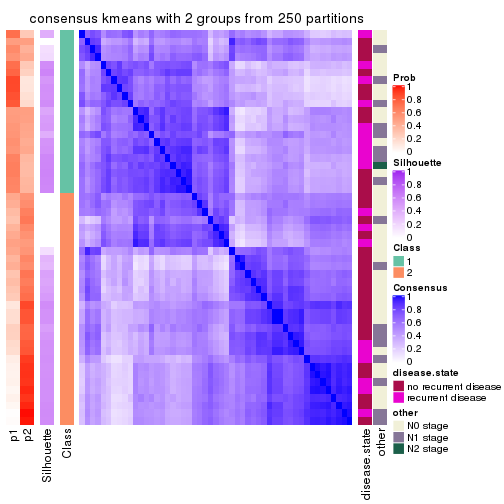 consensus kmeans with 2 groups from 250 partitions
Prob
1
0.8
0.6
0.4
0.2
0
Silhouette
1
0.8
0.6
0.4
0.2
0
Class
1
2
Consensus
1
0.8
0.6
0.4
0.2
0
disease.state
no recurrent disease
recurrent disease
other
N0 stage
N1 stage
N2 stage
p1
p2
Silhouette
Class
disease.state
other